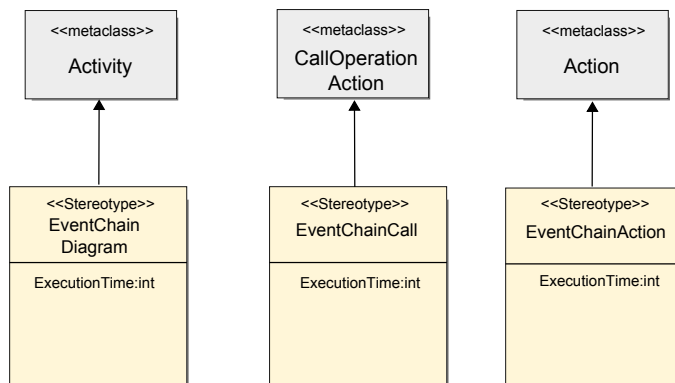 <<metaclass>>
Activity
<<metaclass>>
CallOperation
Action
<<metaclass>>
Action
<<Stereotype>>
EventChain
Diagram
ExecutionTime:int
<<Stereotype>>
EventChainCall
ExecutionTime:int
<<Stereotype>>
EventChainAction
ExecutionTime:int